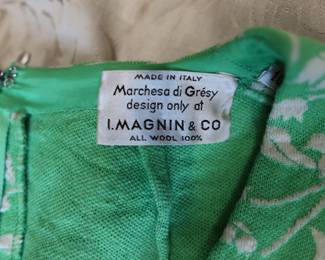 MADE IN ITALY
Marchesa di Grésy
design only at
I. MAGNIN & CO
ALL WOOL 100%